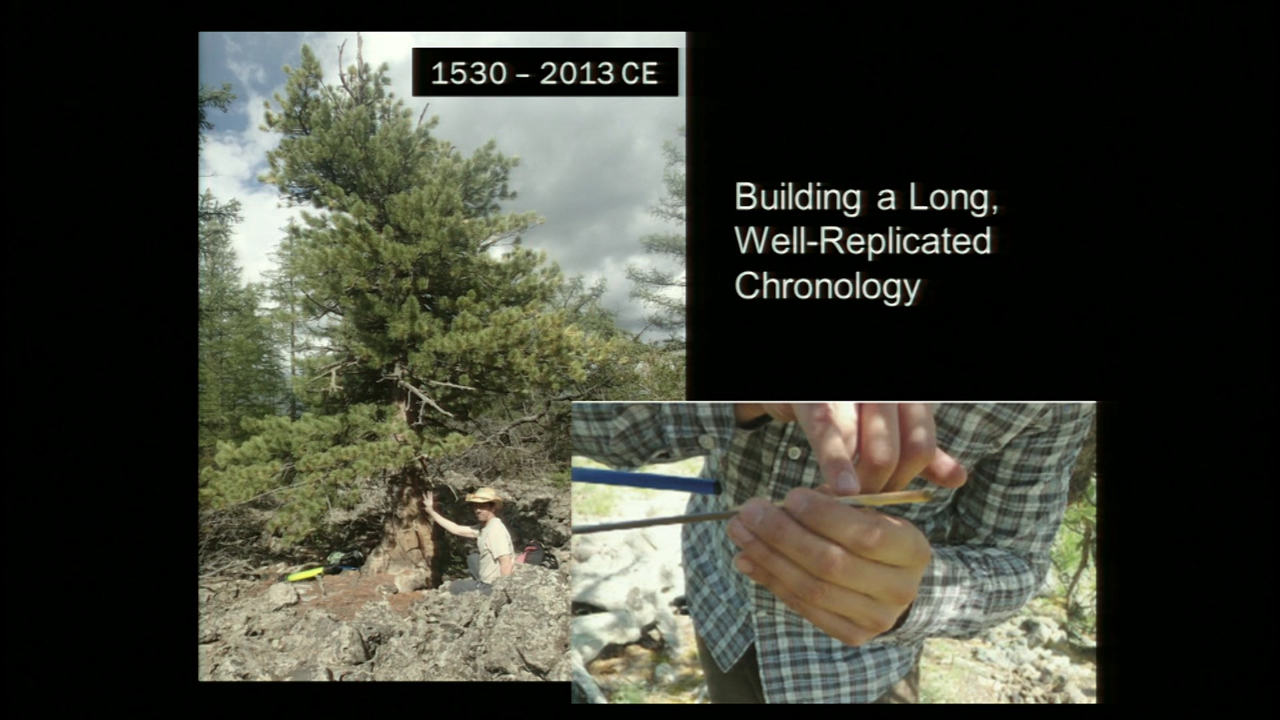 1530 – 2013 CE
Building a Long,
Well-Replicated
Chronology